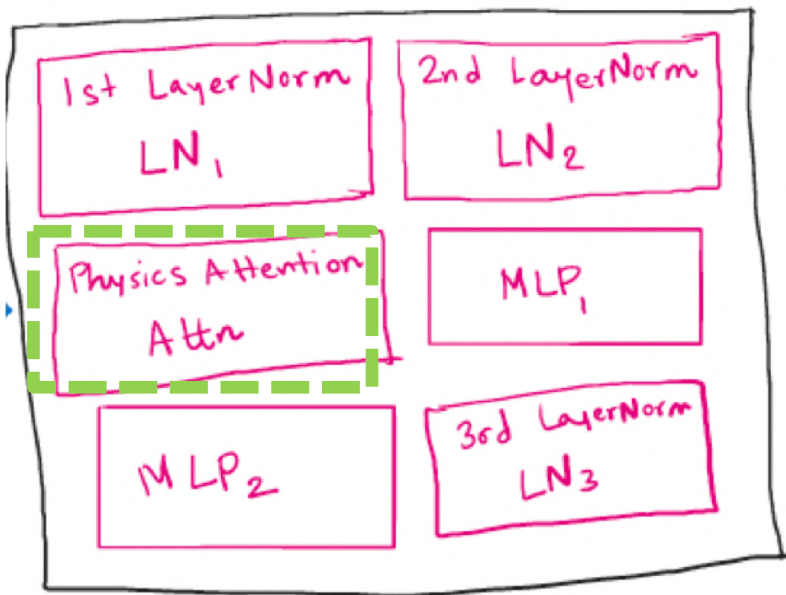 1st LayerNorm
LN₁
2nd LayerNorm
LN₂
Physics Attention
Attn
MLP₁
MLP₂
3rd LayerNorm
LN₃